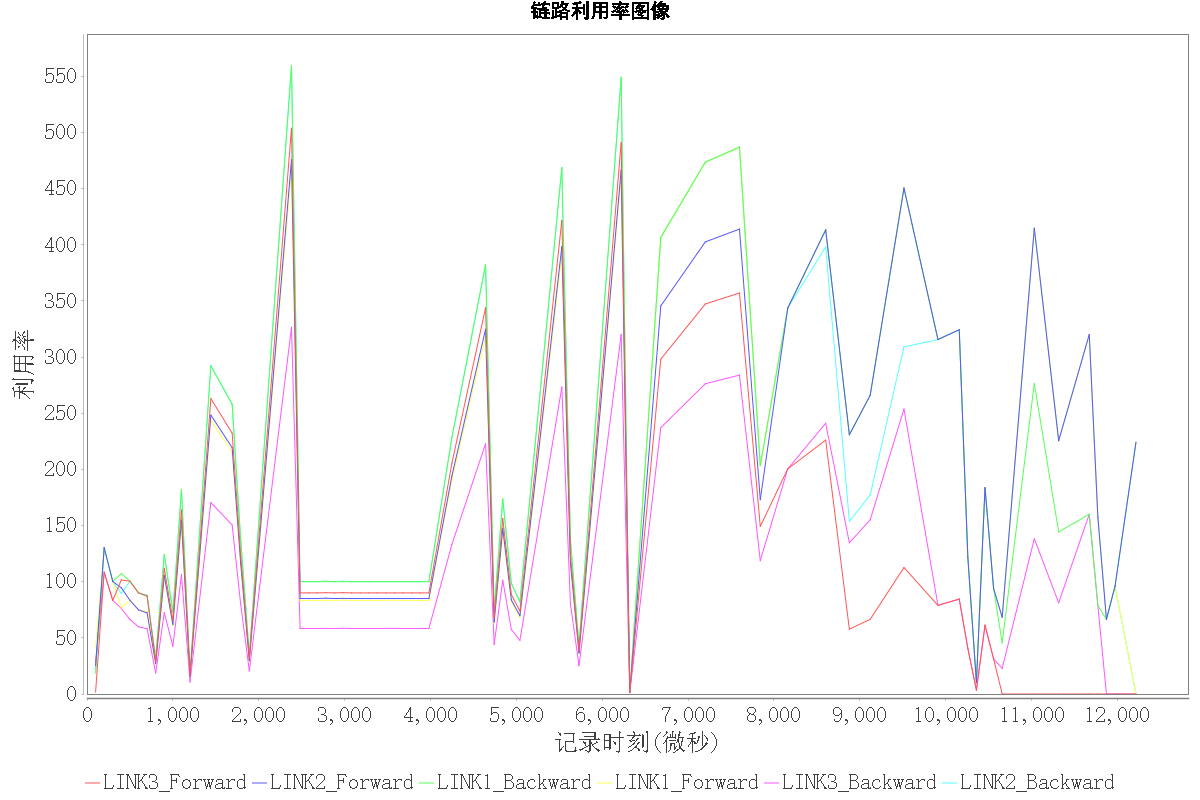 链路利用率图像
550
500
450
400
350
300
250
200
150
100
50
0
利用率
0 1,000 2,000 3,000 4,000 5,000 6,000 7,000 8,000 9,000 10,000 11,000 12,000
记录时刻(微秒)
LINK3_Forward LINK2_Forward LINK1_Backward LINK1_Forward LINK3_Backward LINK2_Backward